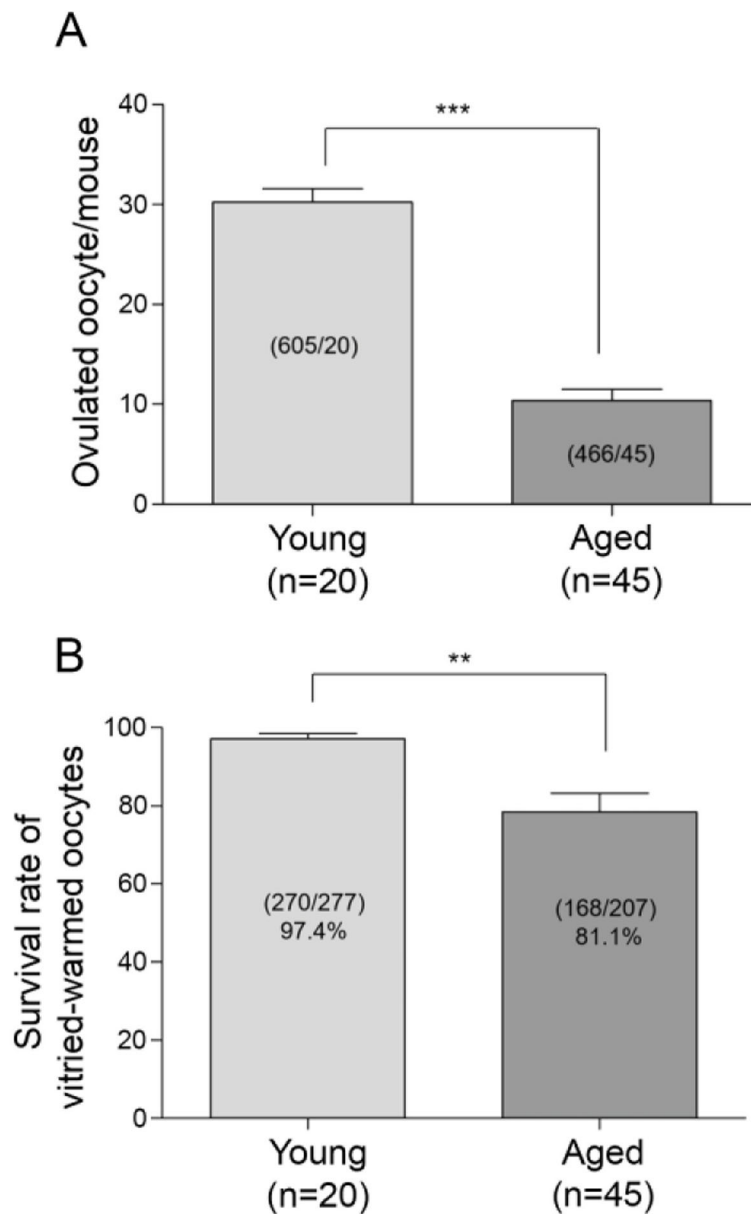 A
Ovulated oocyte/mouse
40
30
20
10
0
***
(605/20)
(466/45)
Young
(n=20)
Aged
(n=45)
B
Survival rate of
vitried-warmed oocytes
100
80
60
40
20
0
**
(270/277)
97.4%
(168/207)
81.1%
Young
(n=20)
Aged
(n=45)